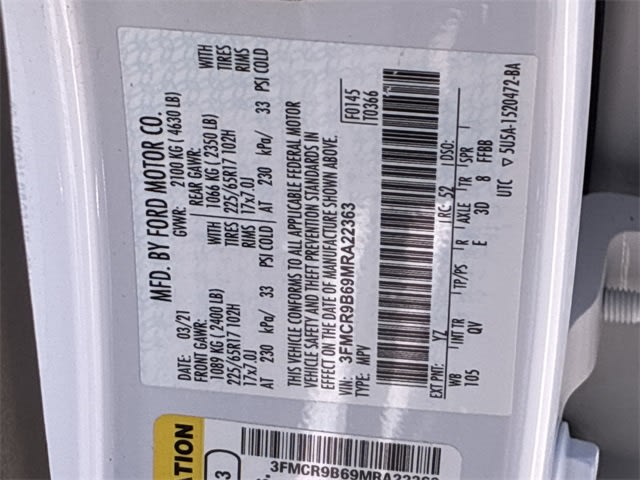 MFD. BY FORD MOTOR CO.
DATE: 03/21 GVWR: 2100 KG ( 4630 LB)
FRONT GAWR: REAR GAWR: WITH
1089 KG ( 2400 LB) 1066 KG ( 2350 LB) TIRES
225/65R17 102H TIRES 225/65R17 102H RIMS
17x7.0J RIMS 17x7.0J
AT 230 kPa/ 33 PSI COLD AT 230 kPa/ 33 PSI COLD
WITH
THIS VEHICLE CONFORMS TO ALL APPLICABLE FEDERAL MOTOR
VEHICLE SAFETY AND THEFT PREVENTION STANDARDS IN
EFFECT ON THE DATE OF MANUFACTURE SHOWN ABOVE.
VIN: 3FMCR9B69MRA22363
TYPE: MPV
F0145
T0366
EXT PNT: YZ RC: 52 DSO:
WB INT TR TP/PS R AXLE TR SPR
105 QV E 3D 8 FFBB
UTC ▽ 5U5A-1520472-BA
ATION
3
3FMCR9B69MRA22363